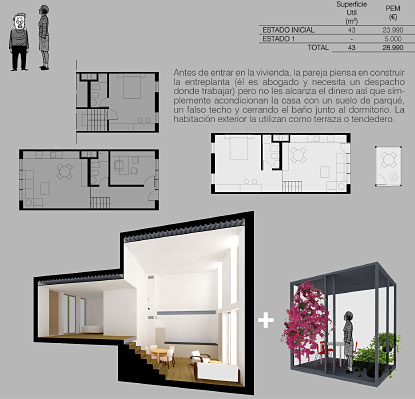 Superficie PEM
Util (€)
(m²)
ESTADO INICIAL 43 23.990
ESTADO 1 - 5.000
TOTAL 43 28.990
Antes de entrar en la vivienda, la pareja piensa en construir
la entreplanta (él es abogado y necesita un despacho
donde trabajar) pero no les alcanza el dinero así que sim-
plemente acondicionan la casa con un suelo de parqué,
un falso techo y cerrando el baño junto al dormitorio. La
habitación exterior la utilizan como terraza o tendedero.
+